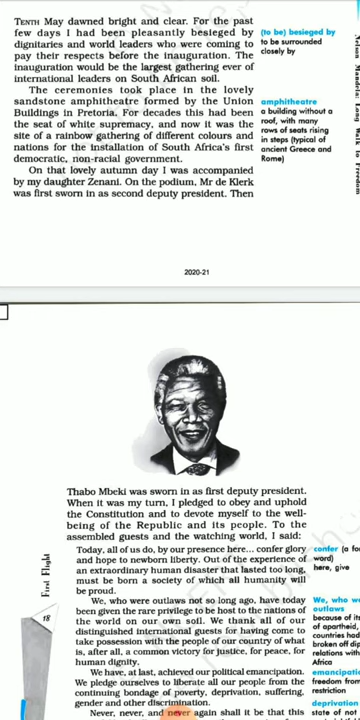 TENTH May dawned bright and clear. For the past
few days I had been pleasantly besieged by
dignitaries and world leaders who were coming to
pay their respects before the inauguration. The
inauguration would be the largest gathering ever of
international leaders on South African soil.
The ceremonies took place in the lovely
sandstone amphitheatre formed by the Union
Buildings in Pretoria. For decades this had been
the seat of white supremacy, and now it was the
site of a rainbow gathering of different colours and
nations for the installation of South Africa's first
democratic, non-racial government.
On that lovely autumn day I was accompanied
by my daughter Zenani. On the podium, Mr de Klerk
was first sworn in as second deputy president. Then
(to be) besieged by
to be surrounded
closely by
amphitheatre
a building without a
roof, with many
rows of seats rising
in steps (typical of
ancient Greece and
Rome)
Nelson Mandela: Long Walk to Freedom
2020-21
Thabo Mbeki was sworn in as first deputy president.
When it was my turn, I pledged to obey and uphold
the Constitution and to devote myself to the well-
being of the Republic and its people. To the
assembled guests and the watching world, I said:
Today, all of us do, by our presence here... confer glory
and hope to newborn liberty. Out of the experience of
an extraordinary human disaster that lasted too long,
must be born a society of which all humanity will
be proud.
We, who were outlaws not so long ago, have today
been given the rare privilege to be host to the nations of
the world on our own soil. We thank all of our
distinguished international guests for having come to
take possession with the people of our country of what
is, after all, a common victory for justice, for peace, for
human dignity.
We have, at last, achieved our political emancipation.
We pledge ourselves to liberate all our people from the
continuing bondage of poverty, deprivation, suffering,
gender and other discrimination.
Never, never, and never again shall it be that this
First Flight
18
confer (a fo
word)
here, give
We, who we
outlaws
because of its
of apartheid,
countries had
broken off dip
relations with
Africa
emancipati
freedom from
restriction
deprivation
state of not